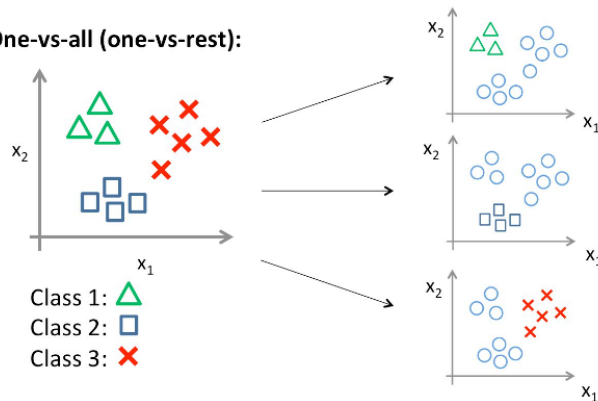 One-vs-all (one-vs-rest):
x2
x1
Class 1:
Class 2:
Class 3:
x2
x1
x2
x1
x2
x1